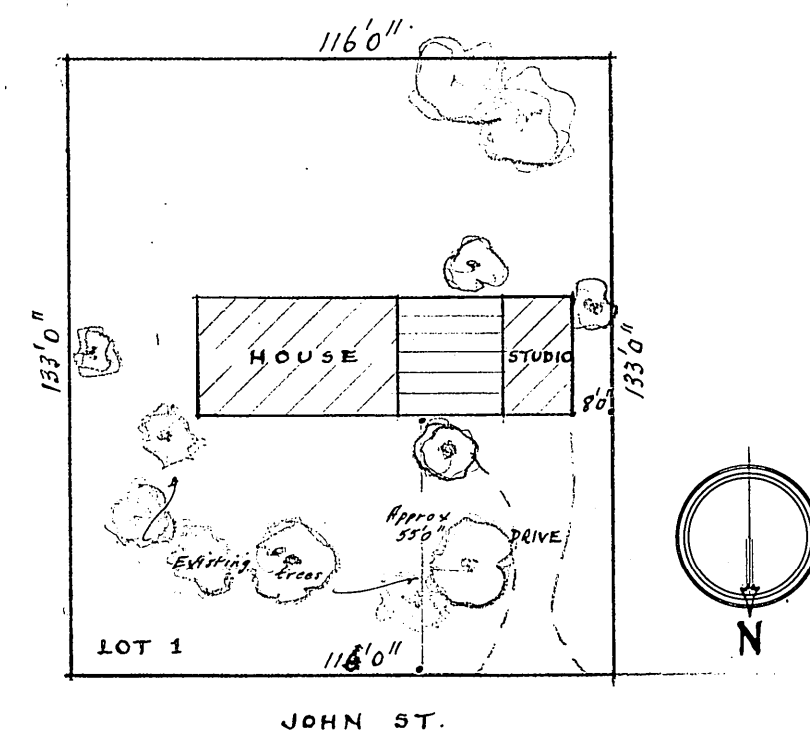 116'0"
133'0"
HOUSE
STUDIO
133'0"
8'0"
Approx
55'0"
DRIVE
Existing trees
N
LOT 1
116'0"
JOHN ST.